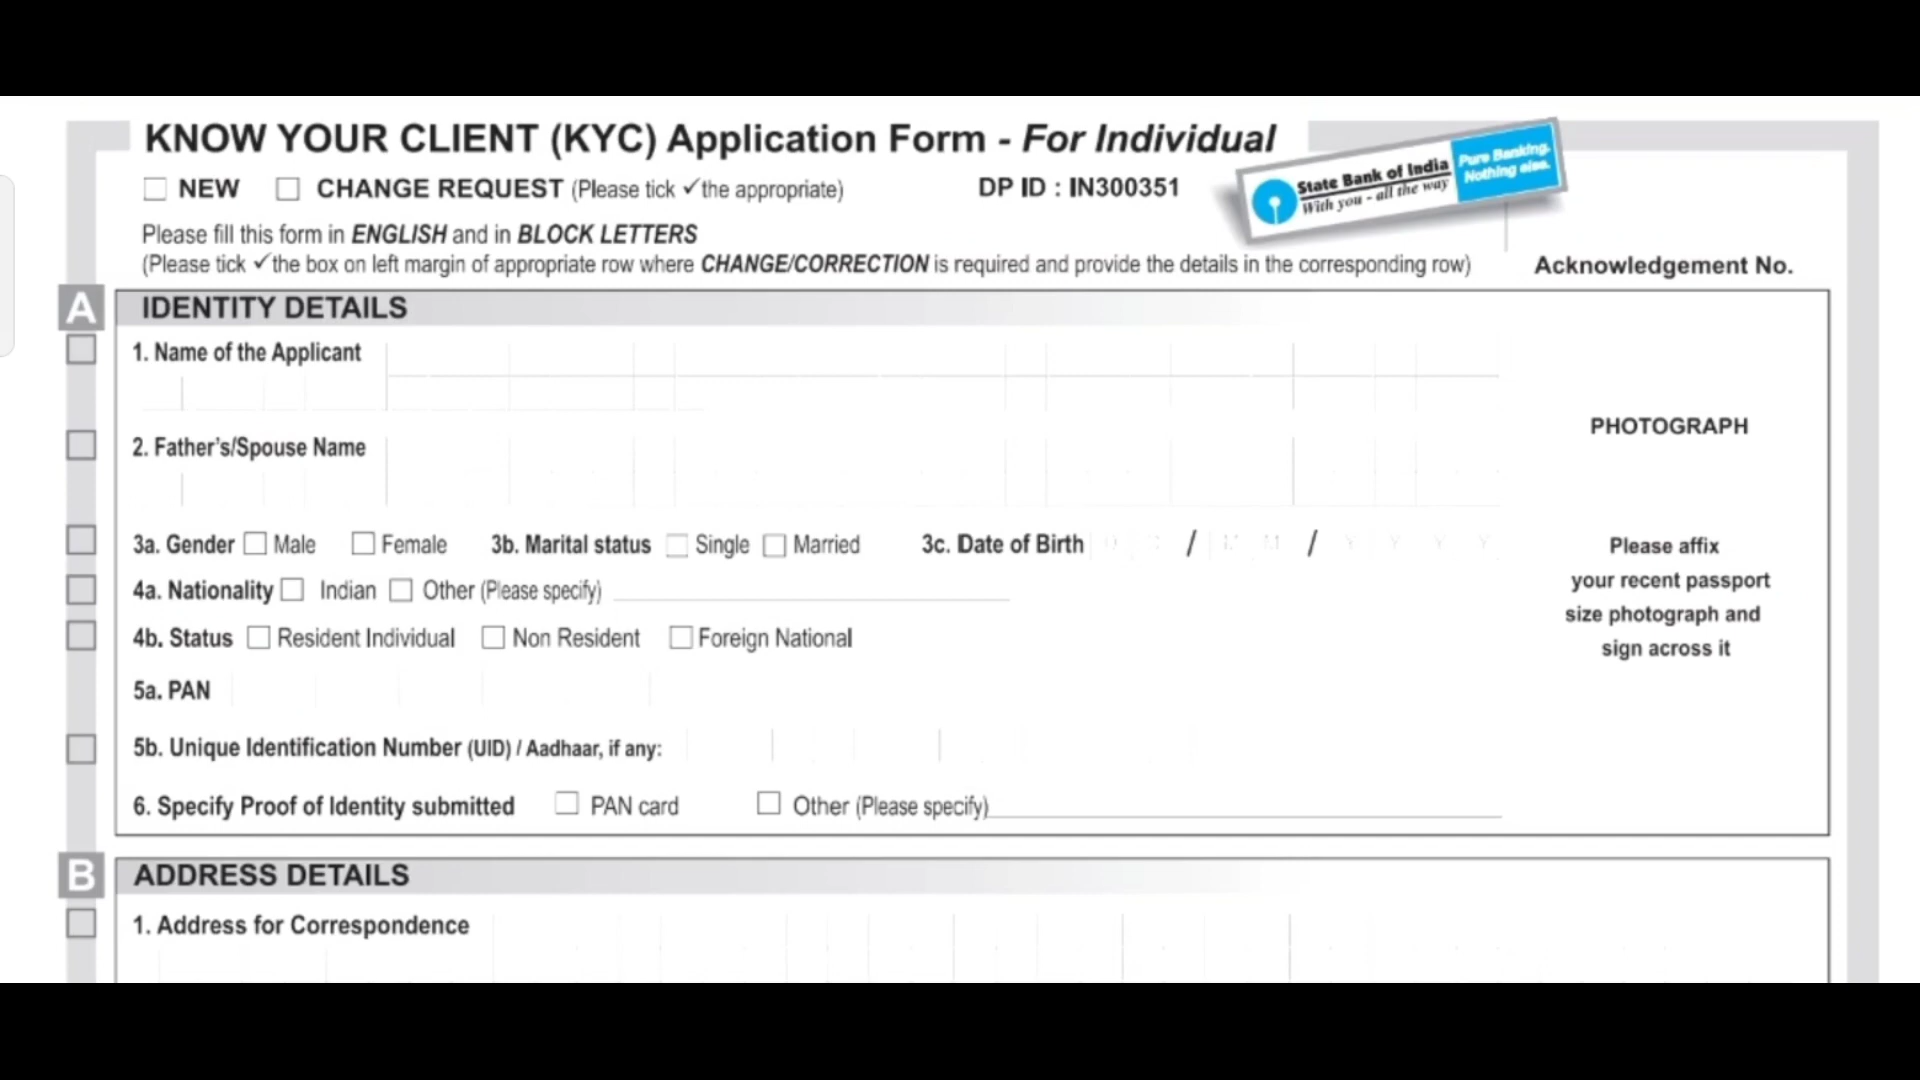 KNOW YOUR CLIENT (KYC) Application Form - For Individual
NEW CHANGE REQUEST (Please tick ✓the appropriate) DP ID : IN300351
State Bank of India
With you - all the way
Pure Banking.
Nothing else.
Please fill this form in ENGLISH and in BLOCK LETTERS
(Please tick ✓the box on left margin of appropriate row where CHANGE/CORRECTION is required and provide the details in the corresponding row)
Acknowledgement No.
A IDENTITY DETAILS
1. Name of the Applicant
2. Father's/Spouse Name
PHOTOGRAPH
Please affix
your recent passport
size photograph and
sign across it
3a. Gender Male Female 3b. Marital status Single Married 3c. Date of Birth / M M / Y Y Y Y
4a. Nationality Indian Other (Please specify)
4b. Status Resident Individual Non Resident Foreign National
5a. PAN
5b. Unique Identification Number (UID) / Aadhaar, if any:
6. Specify Proof of Identity submitted PAN card Other (Please specify)
B ADDRESS DETAILS
1. Address for Correspondence